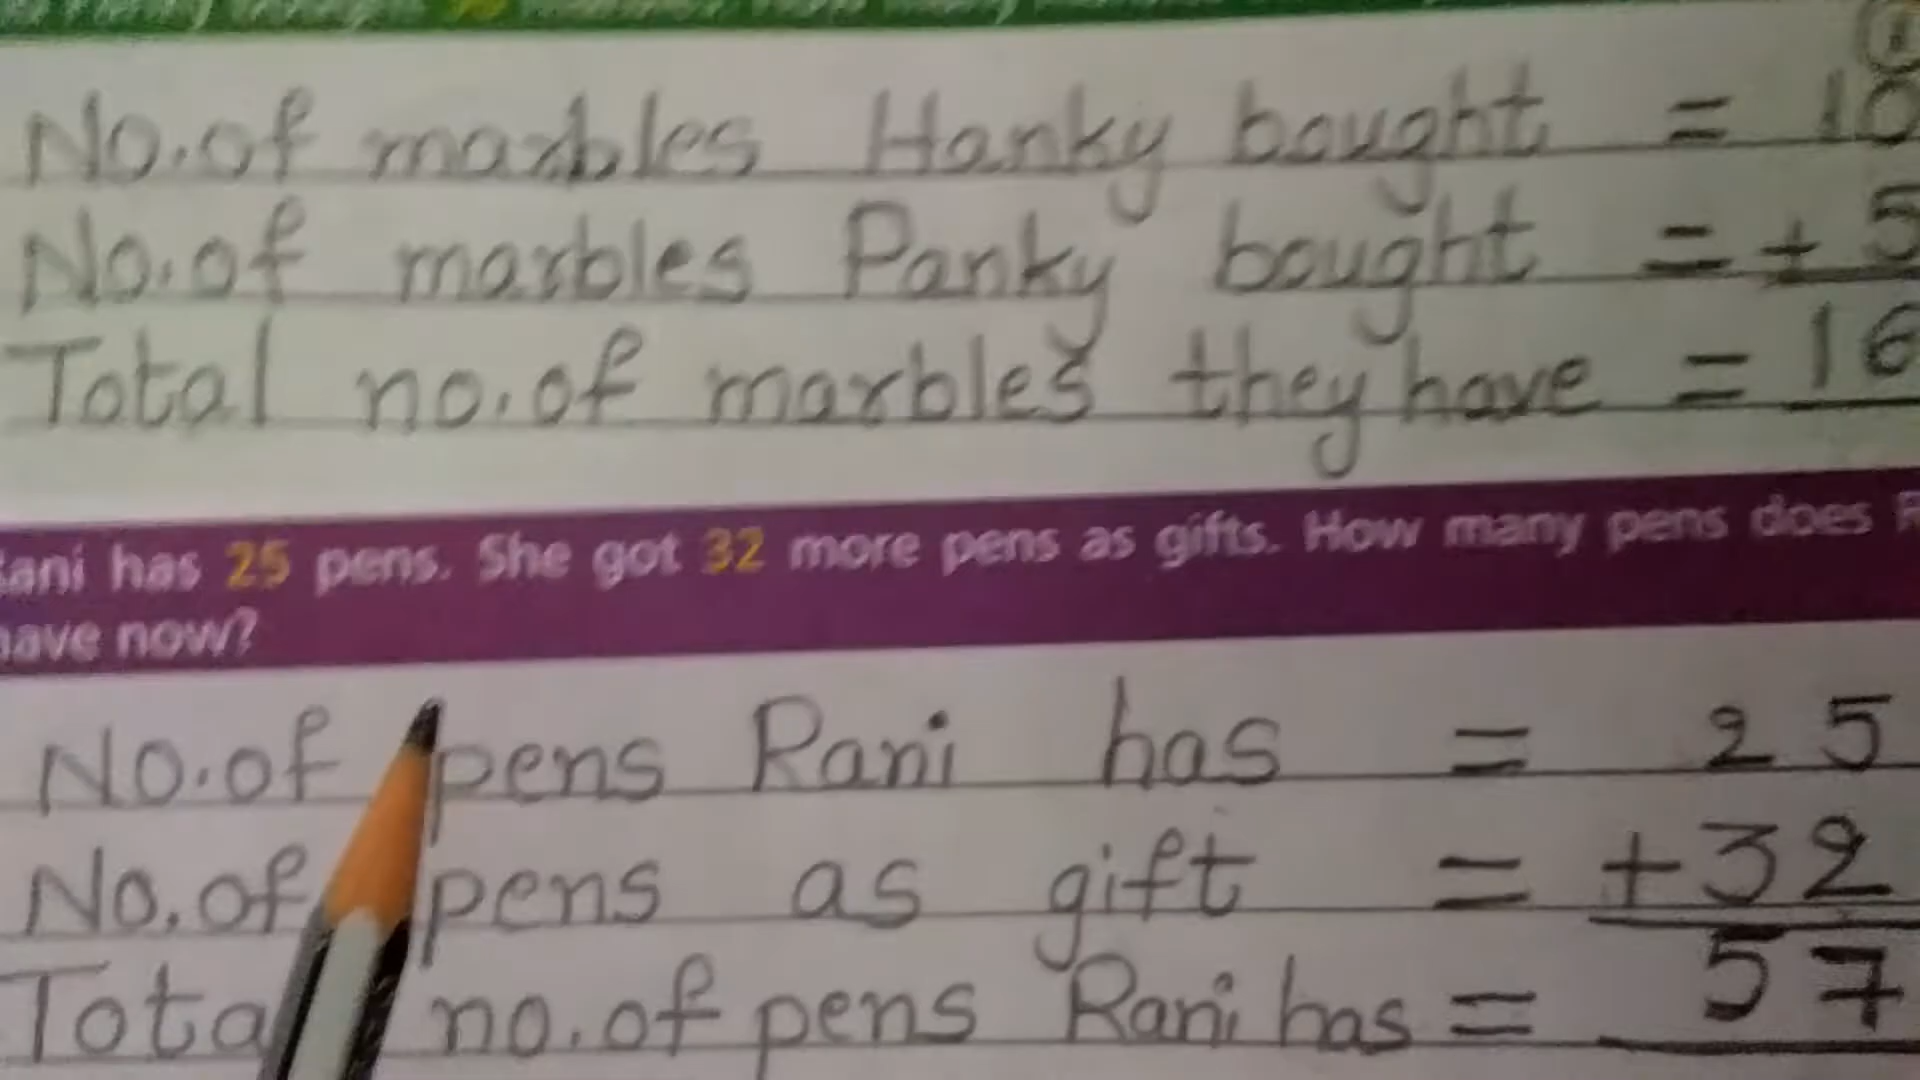 No.of marbles Hanky bought = 10
No.of marbles Panky bought = + 5
Total no.of marbles they have = 16
Rani has 25 pens. She got 32 more pens as gifts. How many pens does
have now?
No.of pens Rani has = 25
No.of pens as gift = +32
Total no.of pens Rani has = 57